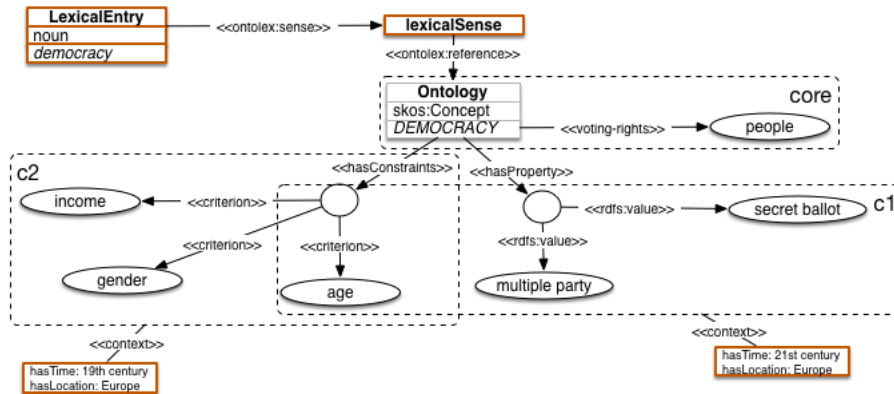 LexicalEntry
noun
democracy
<<ontolex:sense>>
lexicalSense
<<ontolex:reference>>
core
Ontology
skos:Concept
DEMOCRACY
<<voting-rights>>
people
c2
<<hasConstraints>>
<<hasProperty>>
c1
income
<<criterion>>
<<rdfs:value>>
secret ballot
<<criterion>>
<<criterion>>
<<rdfs:value>>
gender
age
multiple party
<<context>>
<<context>>
hasTime: 19th century
hasLocation: Europe
hasTime: 21st century
hasLocation: Europe